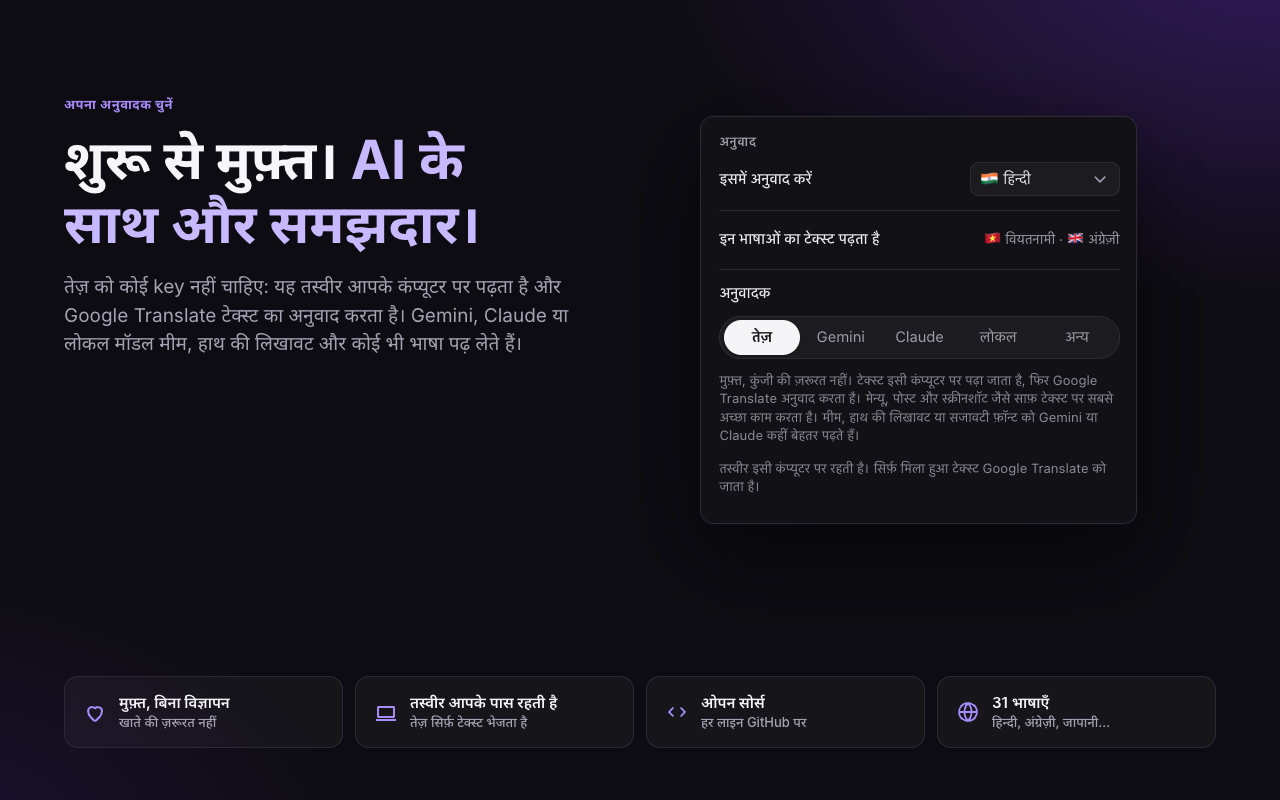 अपना अनुवादक चुनें
शुरू से मुफ़्त। AI के
साथ और समझदार।
तेज़ को कोई key नहीं चाहिए: यह तस्वीर आपके कंप्यूटर पर पढ़ता है और
Google Translate टेक्स्ट का अनुवाद करता है। Gemini, Claude या
लोकल मॉडल मीम, हाथ की लिखावट और कोई भी भाषा पढ़ लेते हैं।
अनुवाद
इसमें अनुवाद करें
हिन्दी
इन भाषाओं का टेक्स्ट पढ़ता है
वियतनामी · अंग्रेज़ी
अनुवादक
तेज़ Gemini Claude लोकल अन्य
मुफ़्त, कुंजी की ज़रूरत नहीं। टेक्स्ट इसी कंप्यूटर पर पढ़ा जाता है, फिर Google
Translate अनुवाद करता है। मेन्यू, पोस्ट और स्क्रीनशॉट जैसे साफ़ टेक्स्ट पर सबसे
अच्छा काम करता है। मीम, हाथ की लिखावट या सजावटी फ़ॉन्ट को Gemini या
Claude कहीं बेहतर पढ़ते हैं।
तस्वीर इसी कंप्यूटर पर रहती है। सिर्फ़ मिला हुआ टेक्स्ट Google Translate को
जाता है।
मुफ़्त, बिना विज्ञापन
खाते की ज़रूरत नहीं
तस्वीर आपके पास रहती है
तेज़ सिर्फ़ टेक्स्ट भेजता है
ओपन सोर्स
हर लाइन GitHub पर
31 भाषाएँ
हिन्दी, अंग्रेज़ी, जापानी…